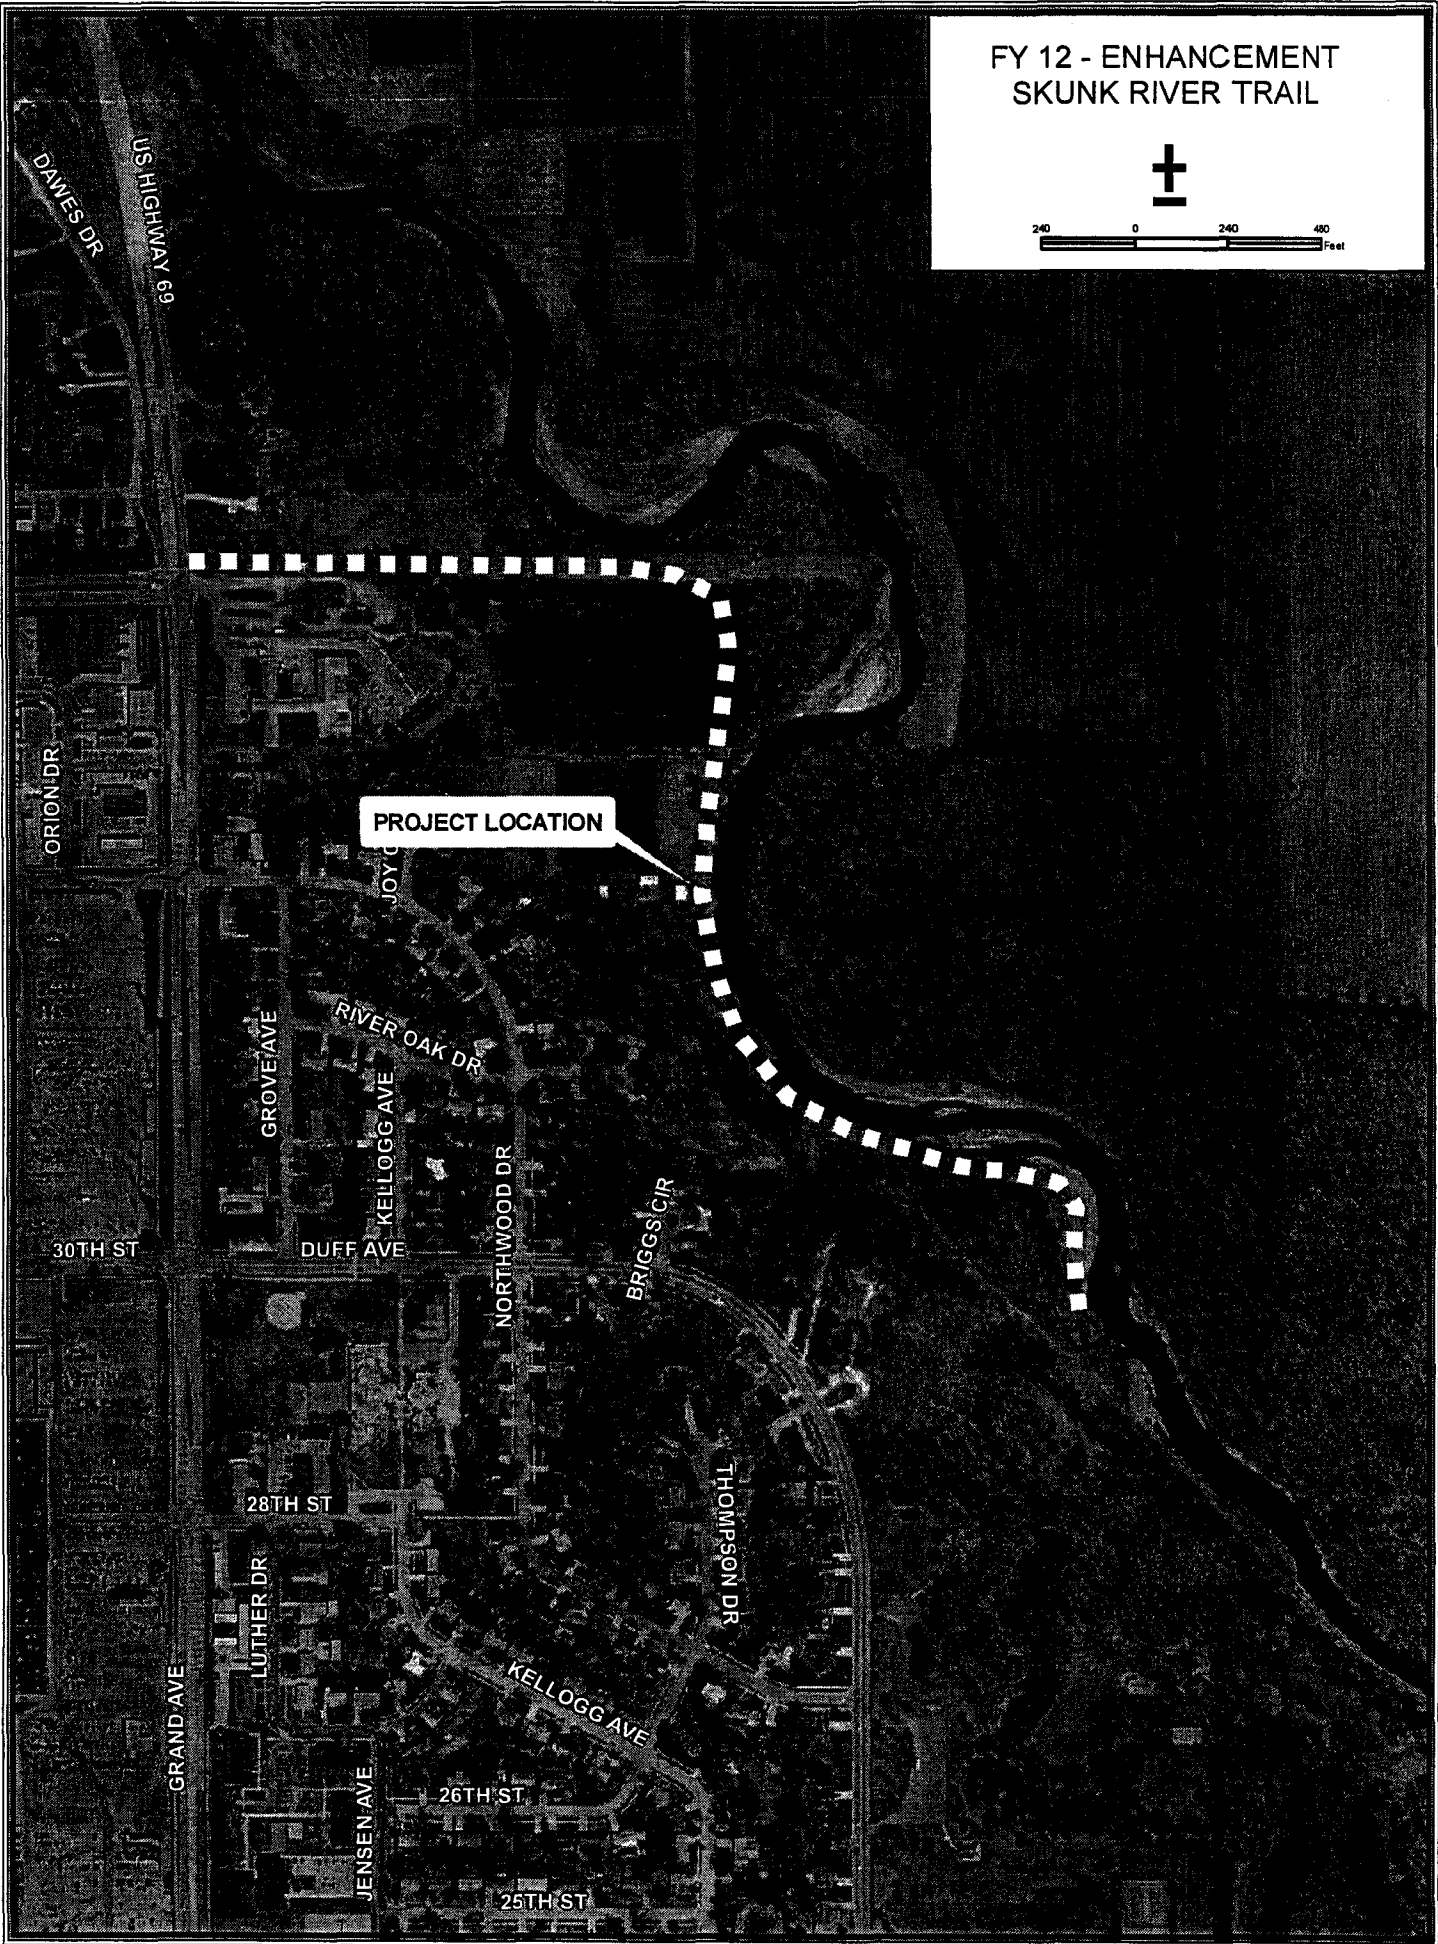 FY 12 - ENHANCEMENT
SKUNK RIVER TRAIL
240 0 240 480
Feet
DAWES DR
US HIGHWAY 69
ORION DR
PROJECT LOCATION
JOY
RIVER OAK DR
GROVE AVE
KELLOGG AVE
NORTHWOOD DR
BRIGGS CIR
30TH ST
DUFF AVE
THOMPSON DR
28TH ST
LUTHER DR
GRAND AVE
KELLOGG AVE
JENSEN AVE
26TH ST
25TH ST